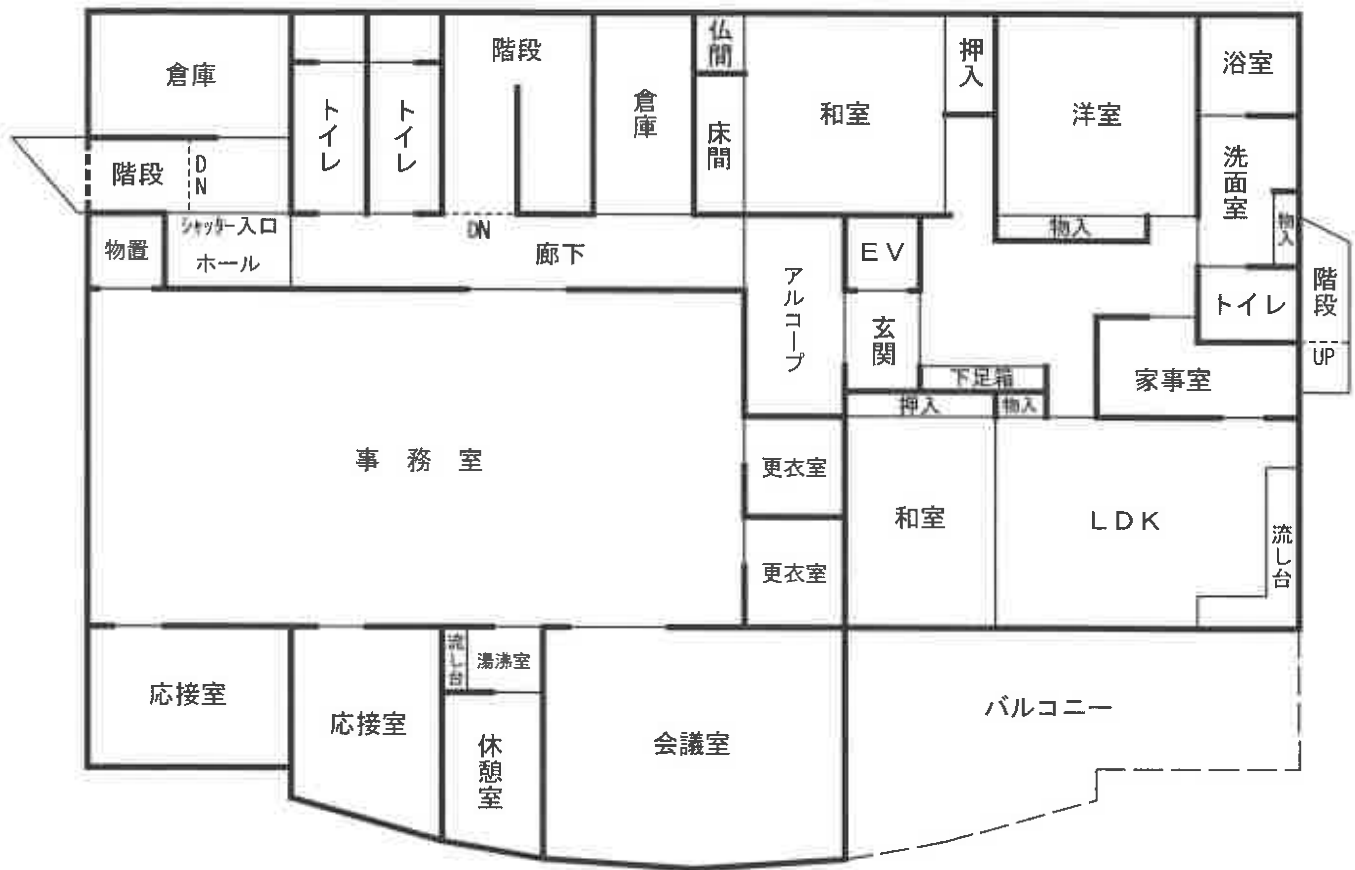 倉庫
トイレ
トイレ
階段
倉庫
仏間
床間
和室
押入
洋室
浴室
洗面室
物入
階段
DN
物置
シャッター入口
ホール
DN
廊下
アルコープ
EV
玄関
物入
トイレ
階段
UP
下足箱
家事室
押入
物入
事務室
更衣室
更衣室
和室
LDK
流し台
応接室
応接室
流し台
湯沸室
休憩室
会議室
バルコニー